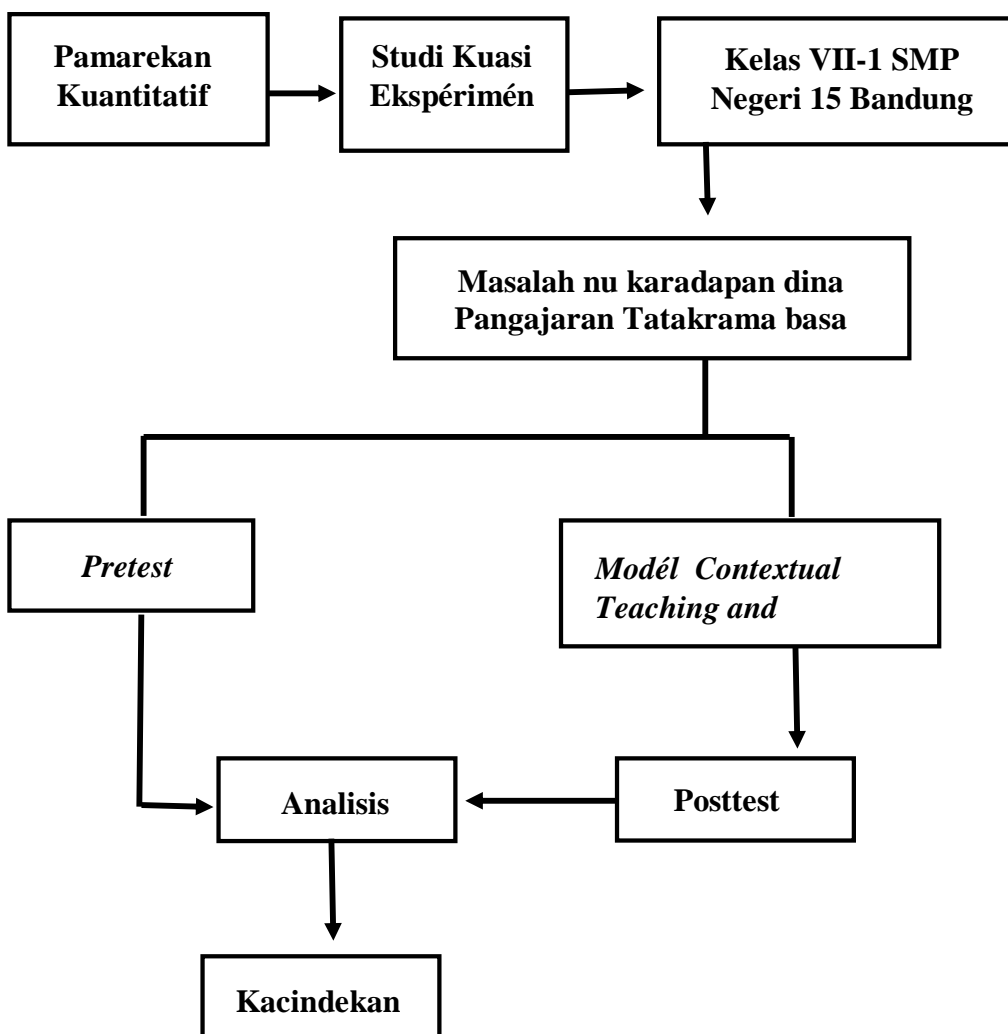 Pamarekan
Kuantitatif
Studi Kuasi
Ekspérimén
Kelas VII-1 SMP
Negeri 15 Bandung
Masalah nu karadapan dina
Pangajaran Tatakrama basa
Pretest
Modél Contextual
Teaching and
Analisis
Posttest
Kacindekan